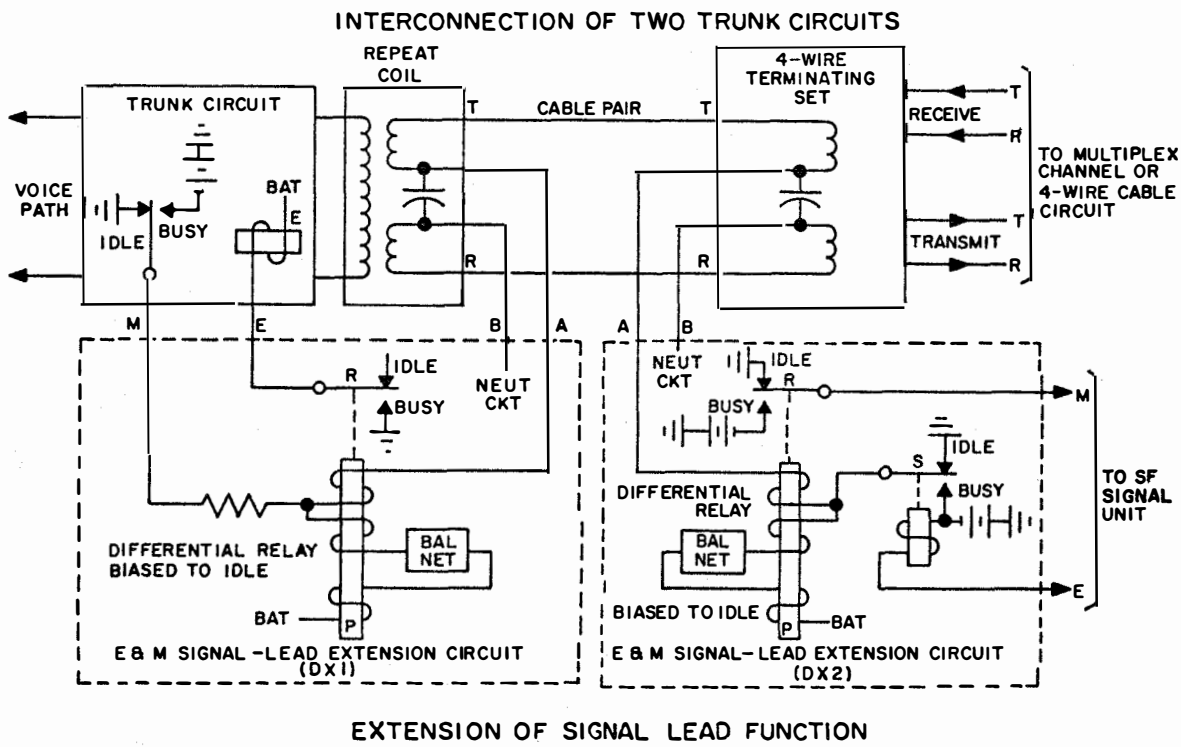 INTERCONNECTION OF TWO TRUNK CIRCUITS
REPEAT
COIL
4-WIRE
TERMINATING
SET
TRUNK CIRCUIT
T
CABLE PAIR
T
T
RECEIVE
R
TO MULTIPLEX
CHANNEL OR
4-WIRE CABLE
CIRCUIT
VOICE
PATH
BAT
E
IDLE
BUSY
T
TRANSMIT
R
R
R
M
E
B
A
A
B
IDLE
R
BUSY
NEUT
CKT
NEUT
CKT
IDLE
R
BUSY
M
IDLE
S
BUSY
TO SF
SIGNAL
UNIT
DIFFERENTIAL
RELAY
DIFFERENTIAL RELAY
BIASED TO IDLE
BAL
NET
BAL
NET
E
BIASED TO IDLE
BAT
P
P
BAT
E & M SIGNAL-LEAD EXTENSION CIRCUIT
(DX1)
E & M SIGNAL-LEAD EXTENSION CIRCUIT
(DX2)
EXTENSION OF SIGNAL LEAD FUNCTION